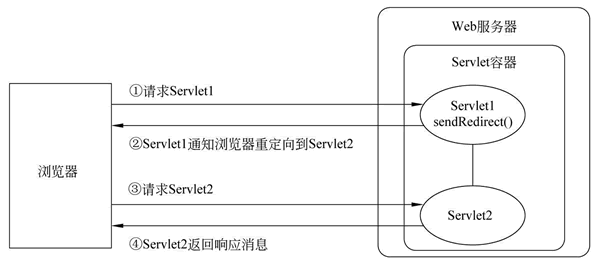 Web服务器
Servlet容器
①请求Servlet1
Servlet1
sendRedirect()
②Servlet1通知浏览器重定向到Servlet2
浏览器
③请求Servlet2
Servlet2
④Servlet2返回响应消息